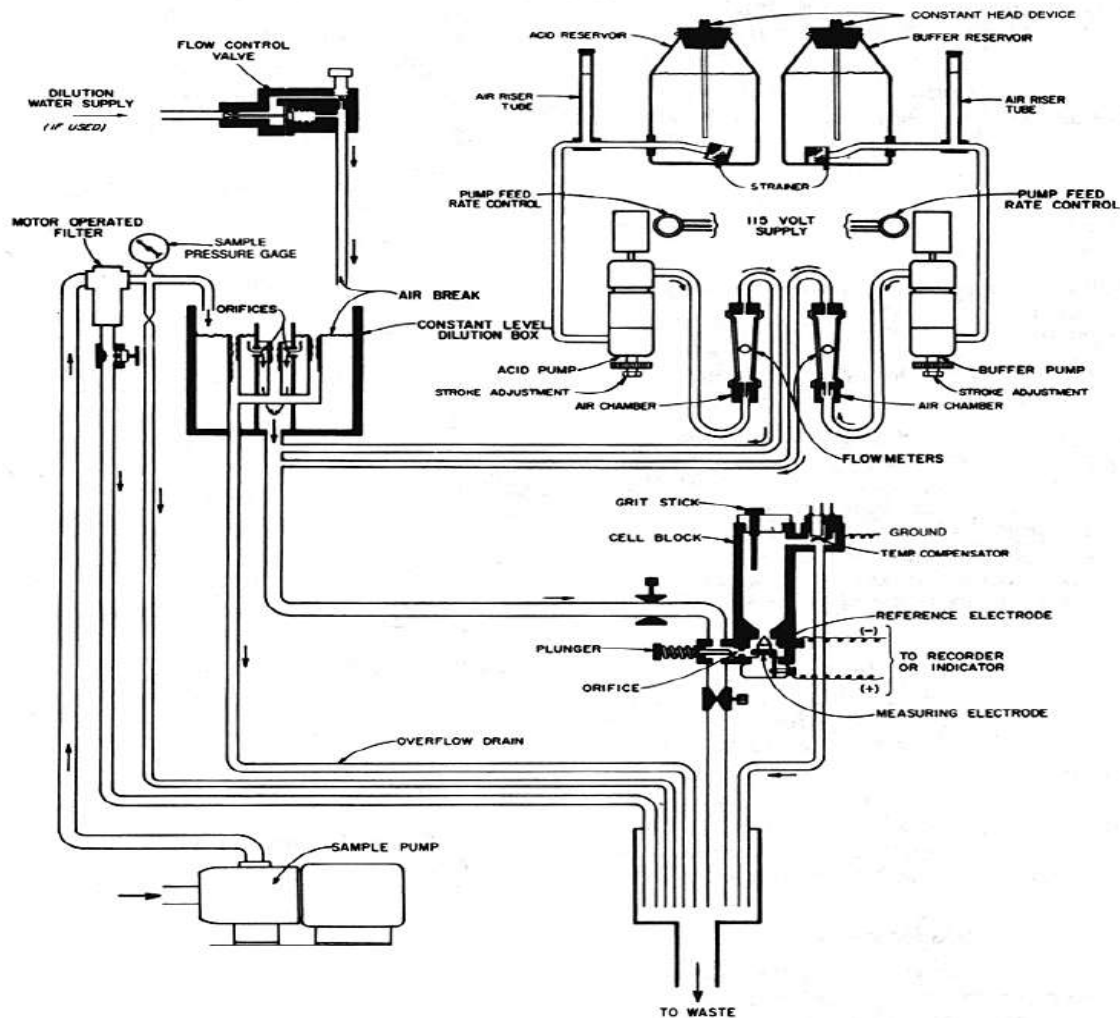 CONSTANT HEAD DEVICE
ACID RESERVOIR
BUFFER RESERVOIR
FLOW CONTROL
VALVE
DILUTION
WATER SUPPLY
(IF USED)
AIR RISER
TUBE
AIR RISER
TUBE
STRAINER
PUMP FEED
RATE CONTROL
115 VOLT
SUPPLY
PUMP FEED
RATE CONTROL
MOTOR OPERATED
FILTER
SAMPLE
PRESSURE GAGE
ORIFICES
AIR BREAK
CONSTANT LEVEL
DILUTION BOX
ACID PUMP
STROKE ADJUSTMENT
AIR CHAMBER
BUFFER PUMP
STROKE ADJUSTMENT
AIR CHAMBER
FLOW METERS
GRIT STICK
CELL BLOCK
GROUND
TEMP. COMPENSATOR
REFERENCE ELECTRODE
(-)
TO RECORDER
OR INDICATOR
(+)
PLUNGER
ORIFICE
MEASURING ELECTRODE
OVERFLOW DRAIN
SAMPLE PUMP
TO WASTE